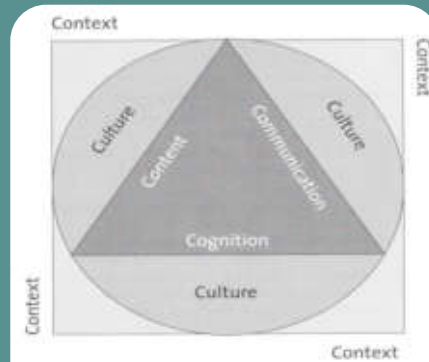 Context
Context
Culture
Culture
Content
Communication
Cognition
Culture
Context
Context